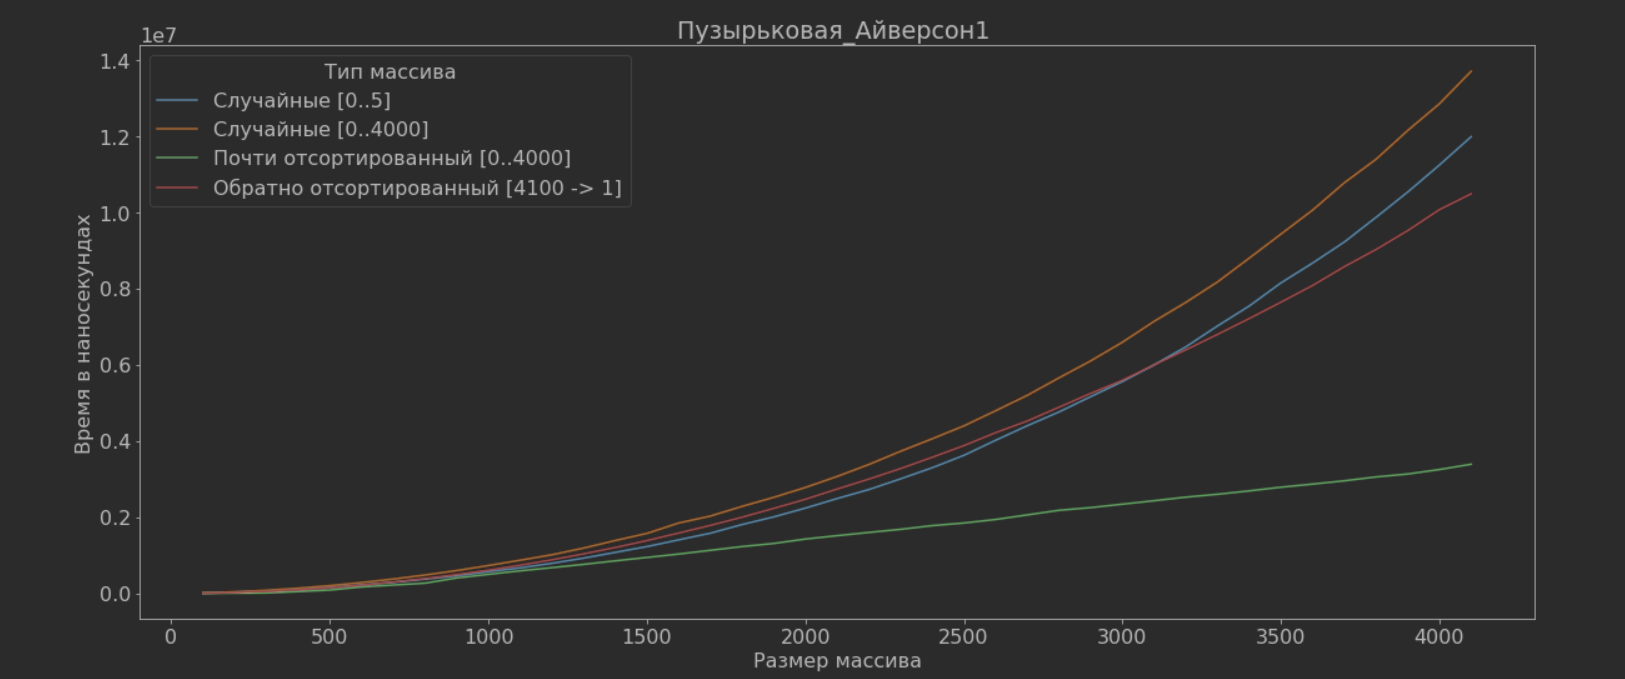 Пузырьковая_Айверсон1
1e7
Тип массива
Случайные [0..5]
Случайные [0..4000]
Почти отсортированный [0..4000]
Обратно отсортированный [4100 -> 1]
Время в наносекундах
1.4
1.2
1.0
0.8
0.6
0.4
0.2
0.0
0 500 1000 1500 2000 2500 3000 3500 4000
Размер массива